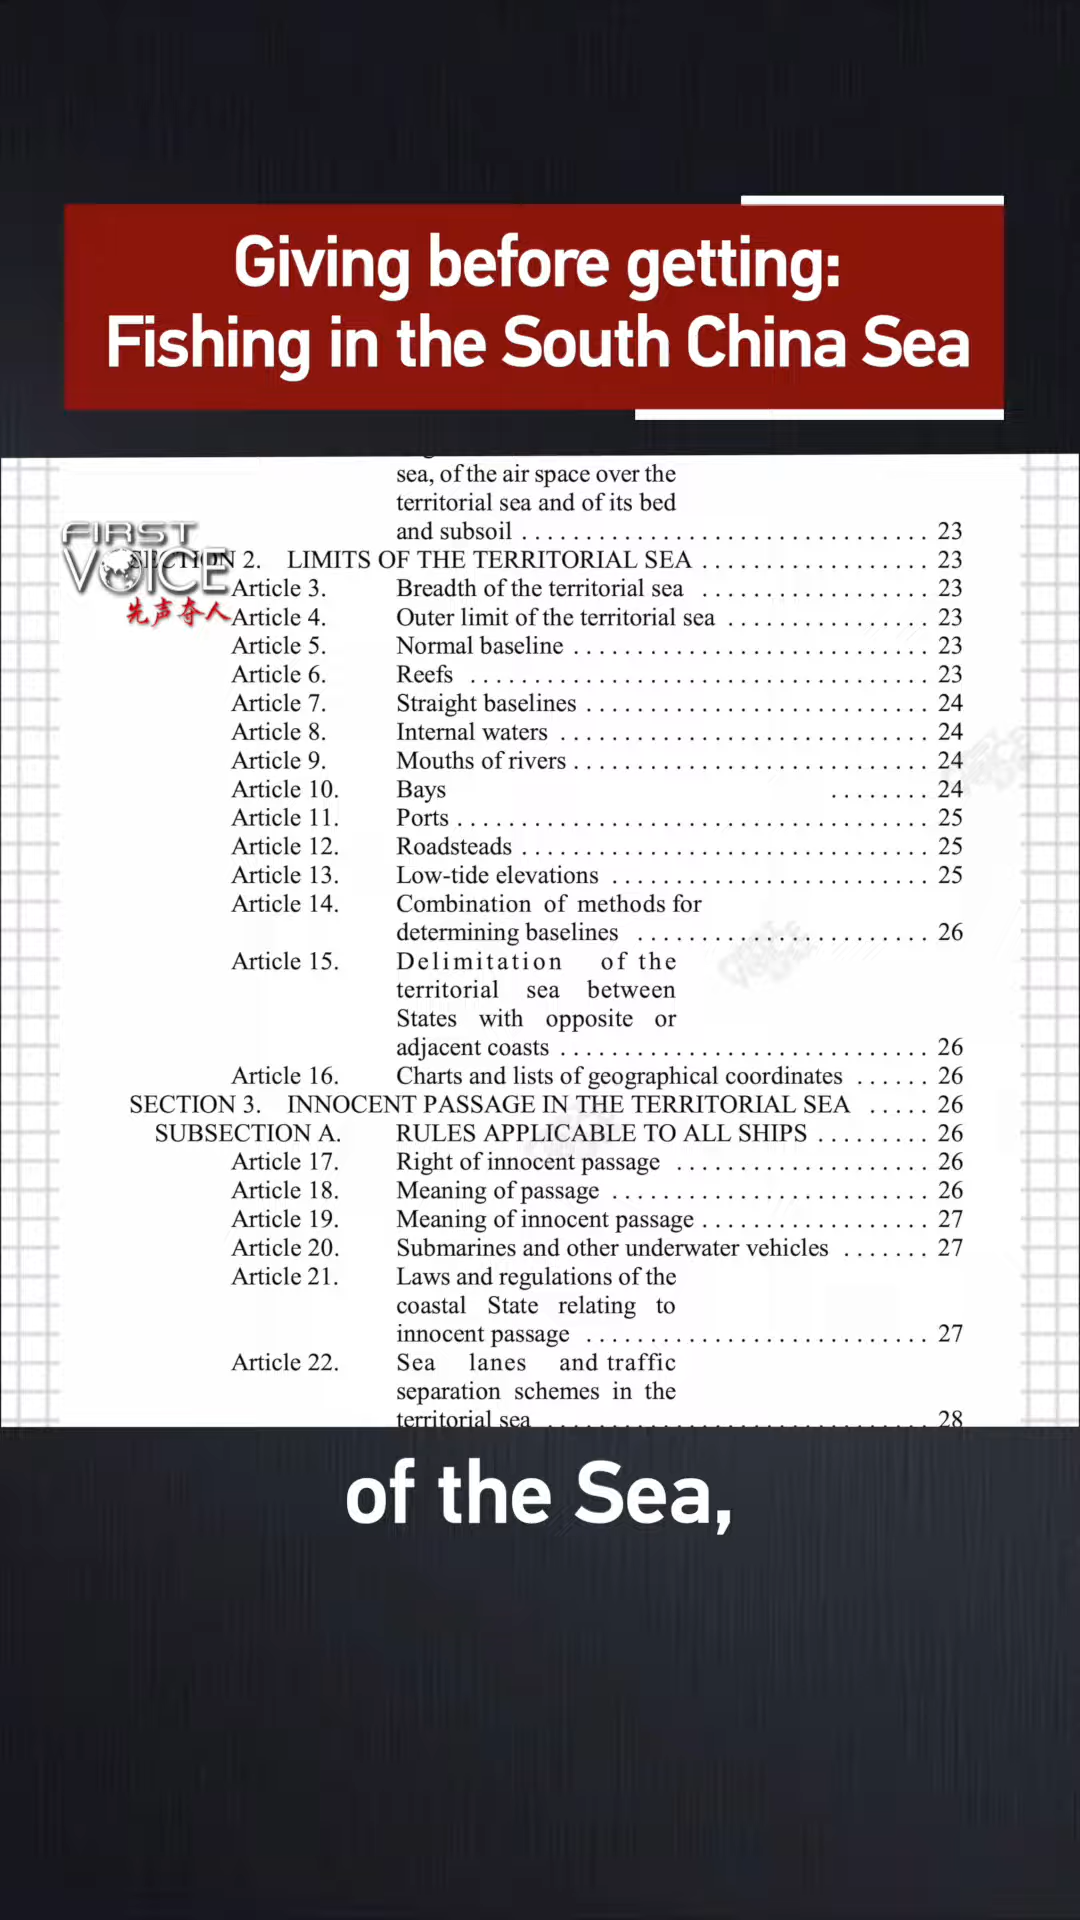 Giving before getting:
Fishing in the South China Sea
sea, of the air space over the
territorial sea and of its bed
and subsoil . . . . . . . . . . . . . . . . . . . . . . . . . . . . . . . . 23
FIRST
VOICE
先声夺人
SECTION 2. LIMITS OF THE TERRITORIAL SEA . . . . . . . . . . . . . . . . . . 23
Article 3. Breadth of the territorial sea . . . . . . . . . . . . . . . . . . 23
Article 4. Outer limit of the territorial sea . . . . . . . . . . . . . . . . 23
Article 5. Normal baseline . . . . . . . . . . . . . . . . . . . . . . . . . . . . 23
Article 6. Reefs . . . . . . . . . . . . . . . . . . . . . . . . . . . . . . . . . . . . 23
Article 7. Straight baselines . . . . . . . . . . . . . . . . . . . . . . . . . . . 24
Article 8. Internal waters . . . . . . . . . . . . . . . . . . . . . . . . . . . . . 24
Article 9. Mouths of rivers . . . . . . . . . . . . . . . . . . . . . . . . . . . . 24
Article 10. Bays . . . . . . . . 24
Article 11. Ports . . . . . . . . . . . . . . . . . . . . . . . . . . . . . . . . . . . . . 25
Article 12. Roadsteads . . . . . . . . . . . . . . . . . . . . . . . . . . . . . . . . 25
Article 13. Low-tide elevations . . . . . . . . . . . . . . . . . . . . . . . . . 25
Article 14. Combination of methods for
determining baselines . . . . . . . . . . . . . . . . . . . . . . . 26
Article 15. Delimitation of the
territorial sea between
States with opposite or
adjacent coasts . . . . . . . . . . . . . . . . . . . . . . . . . . . . . 26
Article 16. Charts and lists of geographical coordinates . . . . . . 26
SECTION 3. INNOCENT PASSAGE IN THE TERRITORIAL SEA . . . . . 26
SUBSECTION A. RULES APPLICABLE TO ALL SHIPS . . . . . . . . . 26
Article 17. Right of innocent passage . . . . . . . . . . . . . . . . . . . . 26
Article 18. Meaning of passage . . . . . . . . . . . . . . . . . . . . . . . . . 26
Article 19. Meaning of innocent passage . . . . . . . . . . . . . . . . . . 27
Article 20. Submarines and other underwater vehicles . . . . . . . 27
Article 21. Laws and regulations of the
coastal State relating to
innocent passage . . . . . . . . . . . . . . . . . . . . . . . . . . . 27
Article 22. Sea lanes and traffic
separation schemes in the
territorial sea . . . . . . . . . . . . . . . . . . . . . . . . . . . . . . 28
of the Sea,